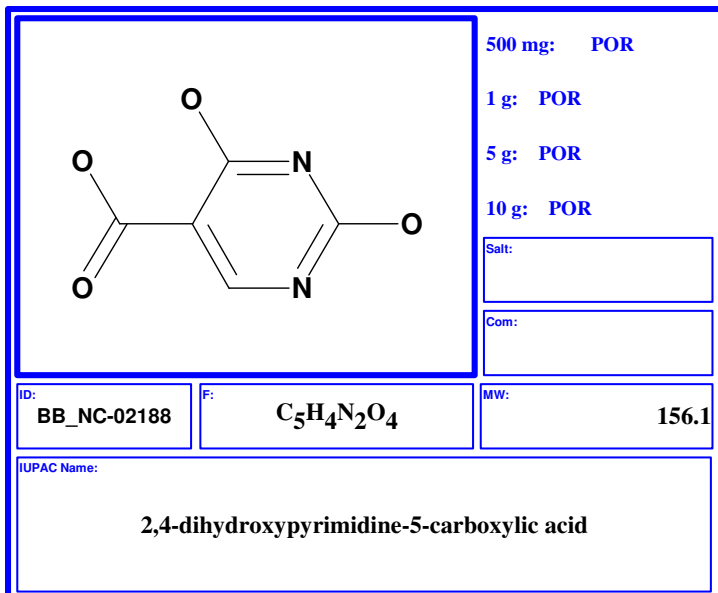 O
O
N
O
O
N
500 mg: POR
1 g: POR
5 g: POR
10 g: POR
Salt:
Com:
ID:
BB_NC-02188
F:
C5H4N2O4
MW:
156.1
IUPAC Name:
2,4-dihydroxypyrimidine-5-carboxylic acid